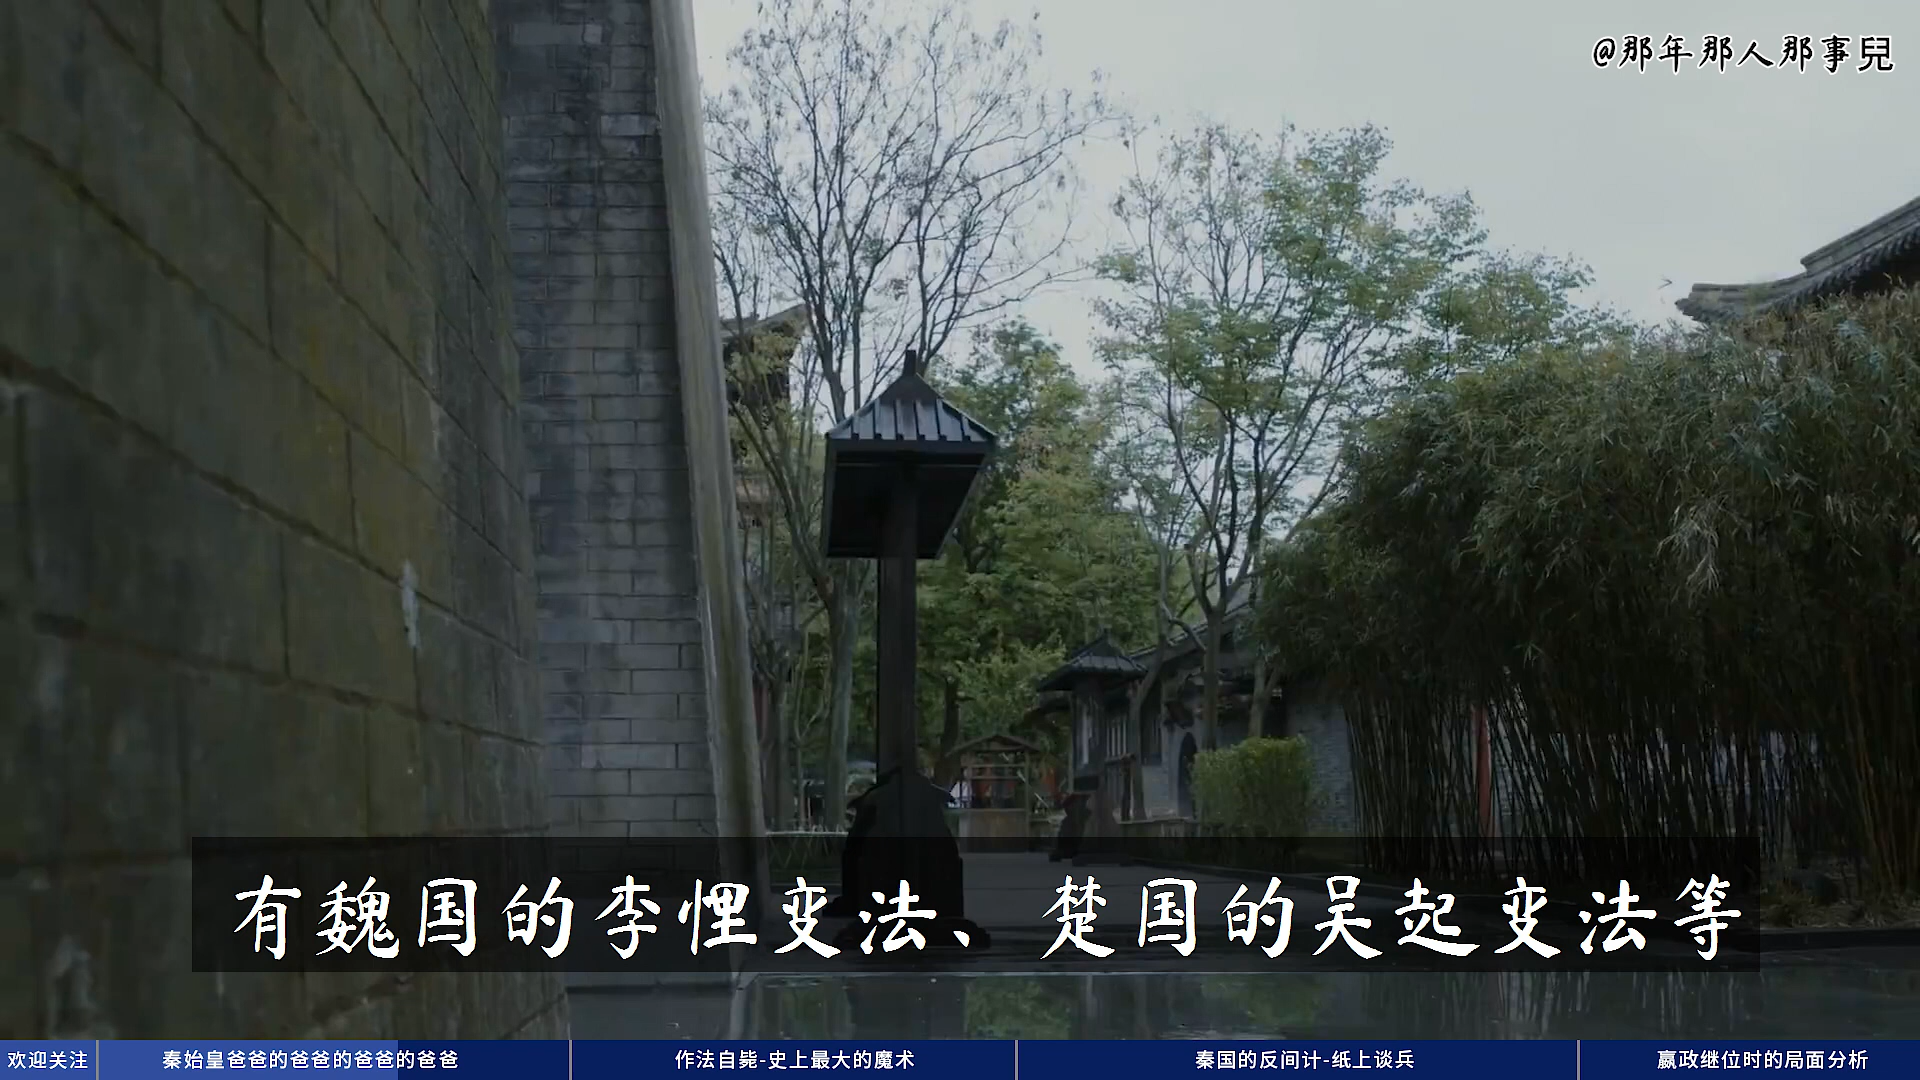 @那年那人那事兒
有魏国的李悝变法、楚国的吴起变法等
欢迎关注
秦始皇爸爸的爸爸的爸爸的爸爸
作法自毙-史上最大的魔术
秦国的反间计-纸上谈兵
嬴政继位时的局面分析